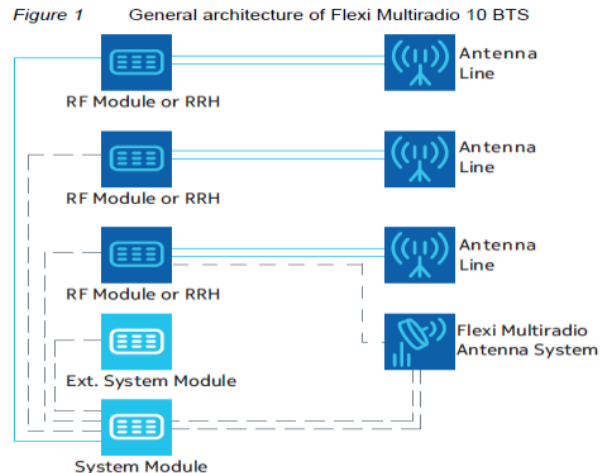 Figure 1 General architecture of Flexi Multiradio 10 BTS
Antenna
Line
RF Module or RRH
Antenna
Line
RF Module or RRH
Antenna
Line
RF Module or RRH
Flexi Multiradio
Antenna System
Ext. System Module
System Module